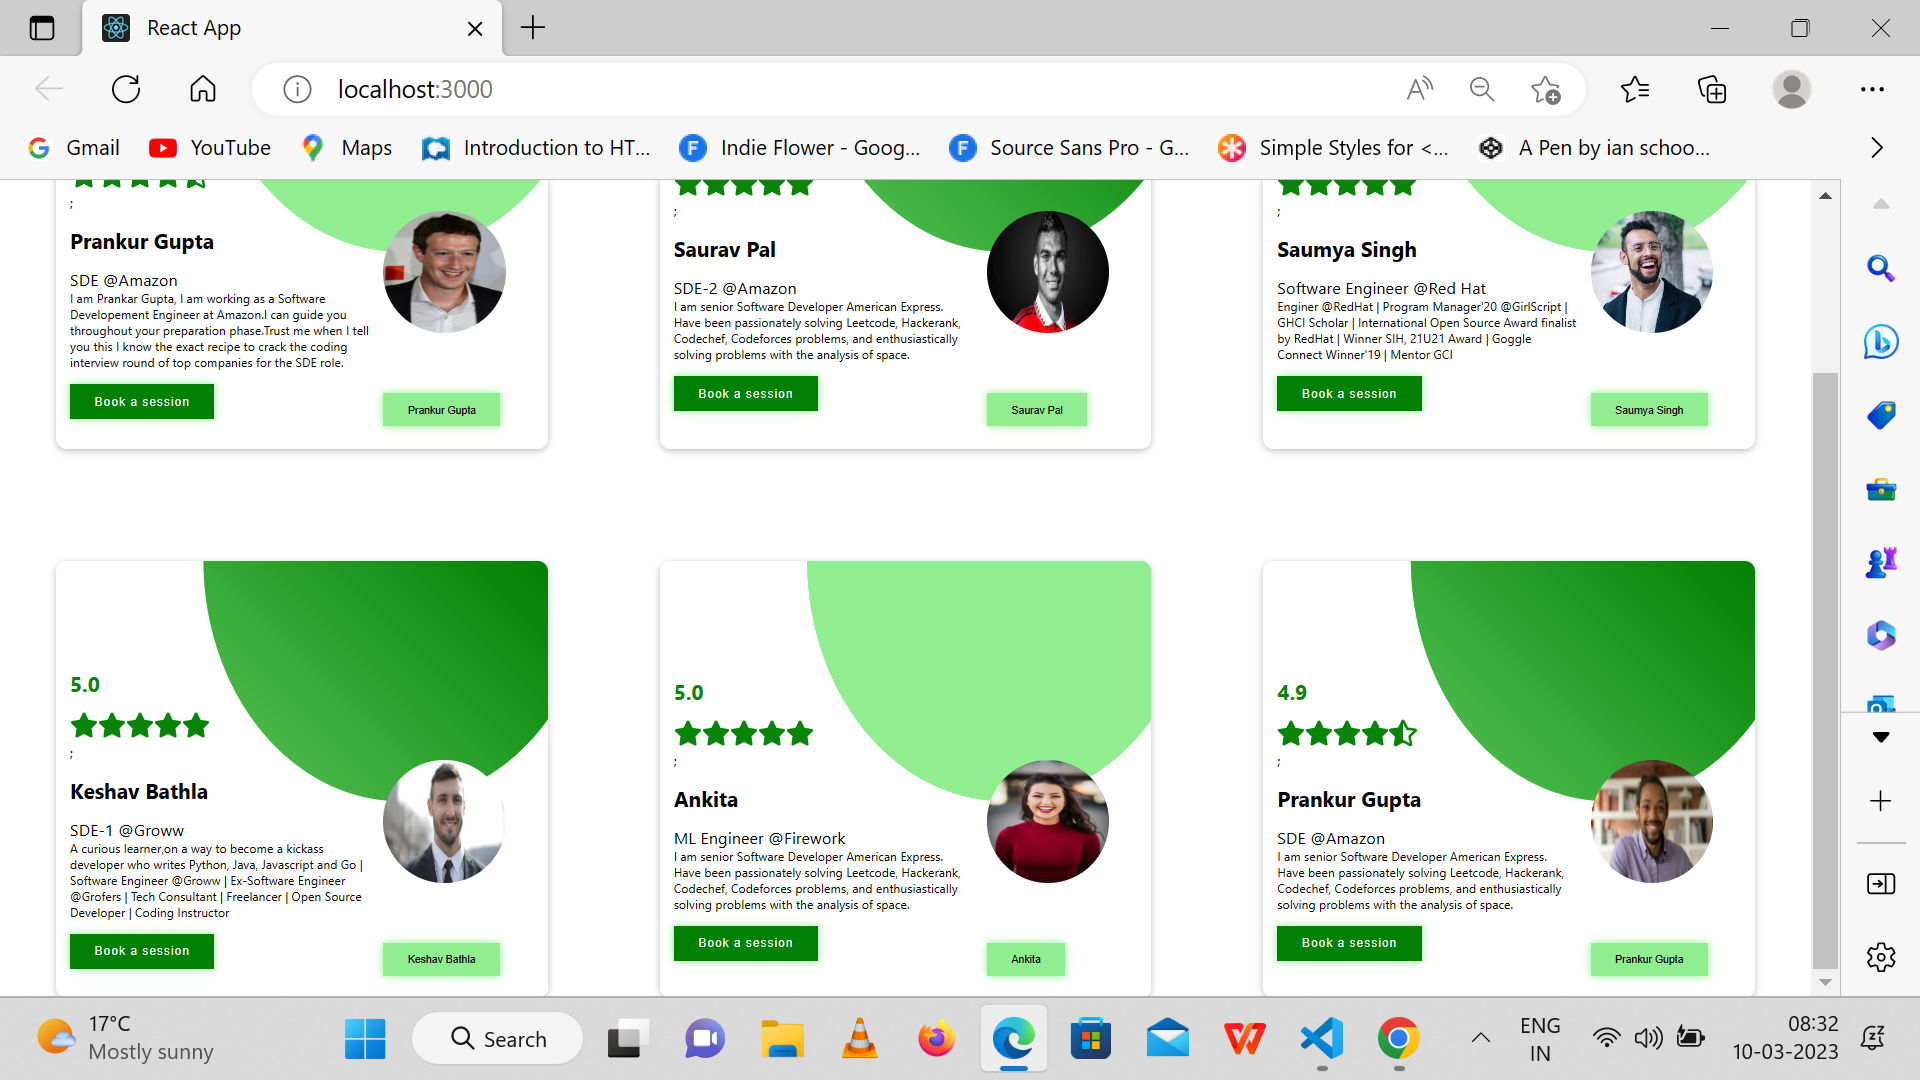 React App
localhost:3000
Gmail
YouTube
Maps
Introduction to HT...
Indie Flower - Goog...
Source Sans Pro - G...
Simple Styles for <...
A Pen by ian schoo...
;
Prankur Gupta
SDE @Amazon
I am Prankar Gupta, I am working as a Software
Developement Engineer at Amazon.I can guide you
throughout your preparation phase.Trust me when I tell
you this I know the exact recipe to crack the coding
interview round of top companies for the SDE role.
Book a session
Prankur Gupta
;
Saurav Pal
SDE-2 @Amazon
I am senior Software Developer American Express.
Have been passionately solving Leetcode, Hackerank,
Codechef, Codeforces problems, and enthusiastically
solving problems with the analysis of space.
Book a session
Saurav Pal
;
Saumya Singh
Software Engineer @Red Hat
Enginer @RedHat | Program Manager'20 @GirlScript |
GHCI Scholar | International Open Source Award finalist
by RedHat | Winner SIH, 21U21 Award | Goggle
Connect Winner'19 | Mentor GCI
Book a session
Saumya Singh
5.0
;
Keshav Bathla
SDE-1 @Groww
A curious learner,on a way to become a kickass
developer who writes Python, Java, Javascript and Go |
Software Engineer @Groww | Ex-Software Engineer
@Grofers | Tech Consultant | Freelancer | Open Source
Developer | Coding Instructor
Book a session
Keshav Bathla
5.0
;
Ankita
ML Engineer @Firework
I am senior Software Developer American Express.
Have been passionately solving Leetcode, Hackerank,
Codechef, Codeforces problems, and enthusiastically
solving problems with the analysis of space.
Book a session
Ankita
4.9
;
Prankur Gupta
SDE @Amazon
I am senior Software Developer American Express.
Have been passionately solving Leetcode, Hackerank,
Codechef, Codeforces problems, and enthusiastically
solving problems with the analysis of space.
Book a session
Prankur Gupta
17°C
Mostly sunny
Search
ENG
IN
08:32
10-03-2023